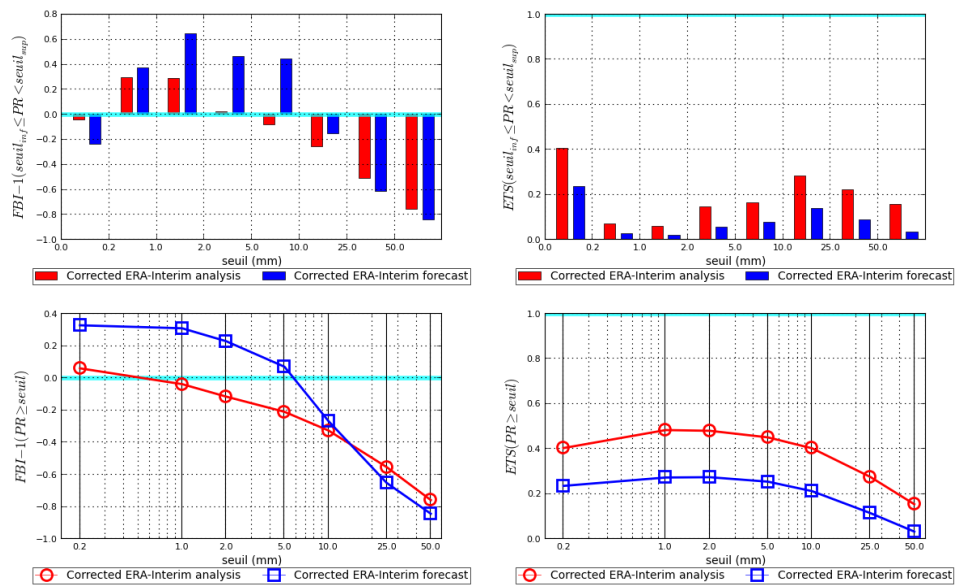 0.8
0.6
0.4
0.2
0.0
−0.2
−0.4
−0.6
−0.8
−1.0
FBI−1(seuil_inf ≤ PR < seuil_sup)
0.0 0.2 1.0 2.0 5.0 10.0 25.0 50.0
seuil (mm)
Corrected ERA-Interim analysis Corrected ERA-Interim forecast
1.0
0.8
0.6
0.4
0.2
0.0
ETS(seuil_inf ≤ PR < seuil_sup)
0.0 0.2 1.0 2.0 5.0 10.0 25.0 50.0
seuil (mm)
Corrected ERA-Interim analysis Corrected ERA-Interim forecast
0.4
0.2
0.0
−0.2
−0.4
−0.6
−0.8
−1.0
FBI−1(PR ≥ seuil)
0.2 1.0 2.0 5.0 10.0 25.0 50.0
seuil (mm)
Corrected ERA-Interim analysis Corrected ERA-Interim forecast
1.0
0.8
0.6
0.4
0.2
0.0
ETS(PR ≥ seuil)
0.2 1.0 2.0 5.0 10.0 25.0 50.0
seuil (mm)
Corrected ERA-Interim analysis Corrected ERA-Interim forecast